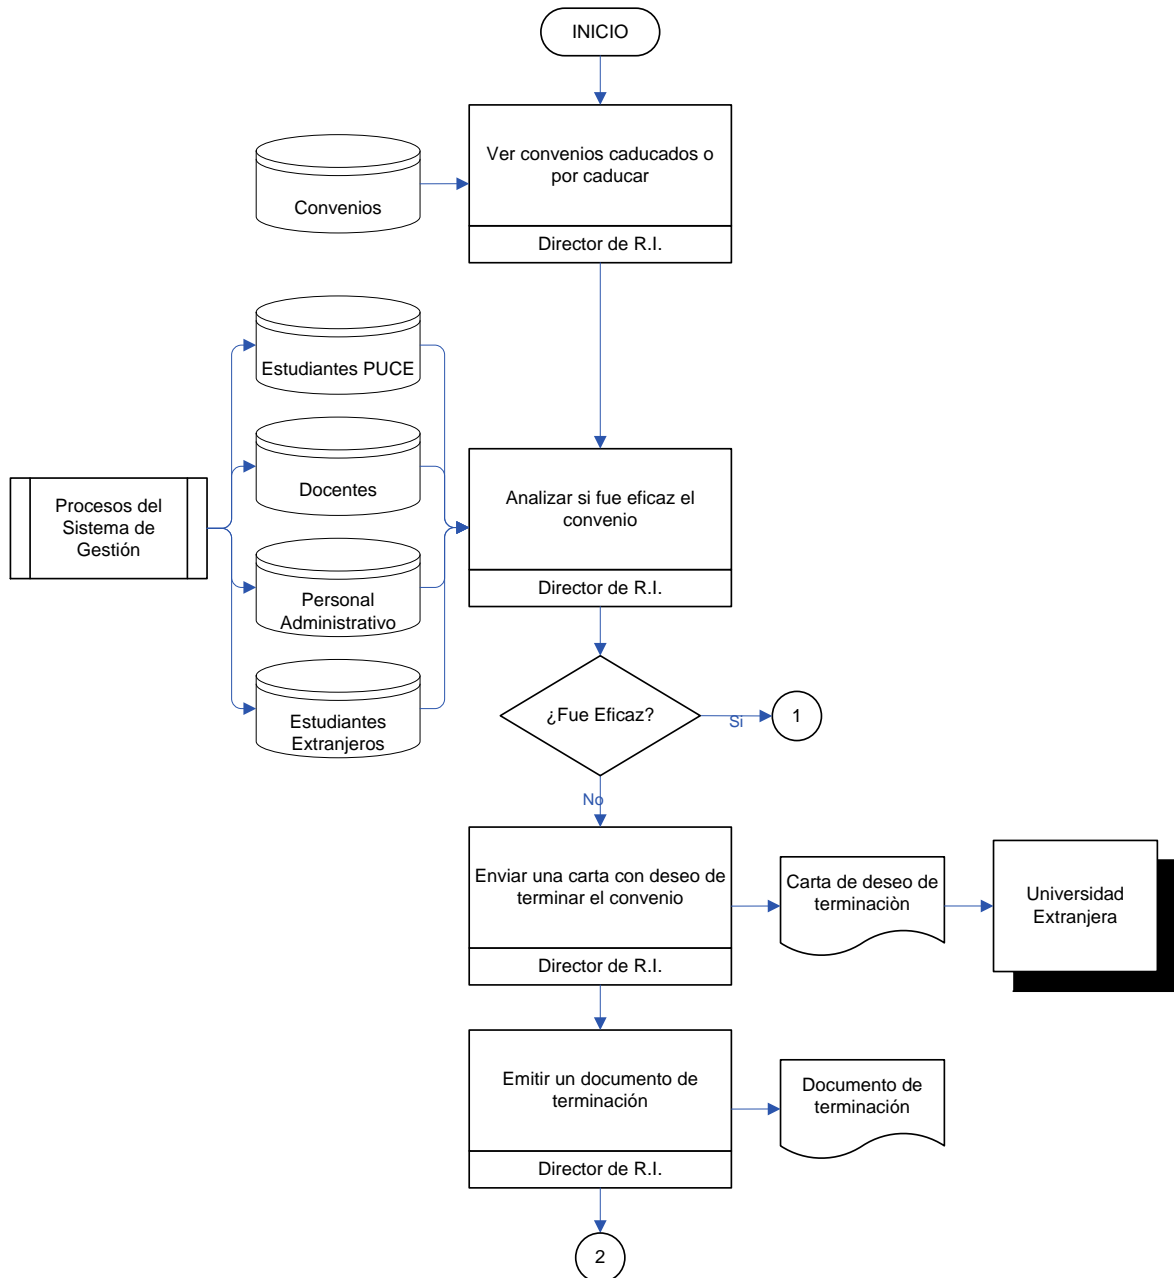 INICIO
Ver convenios caducados o
por caducar
Director de R.I.
Convenios
Estudiantes PUCE
Docentes
Personal
Administrativo
Estudiantes
Extranjeros
Procesos del
Sistema de
Gestión
Analizar si fue eficaz el
convenio
Director de R.I.
¿Fue Eficaz?
Si
1
No
Enviar una carta con deseo de
terminar el convenio
Director de R.I.
Carta de deseo de
terminaciòn
Universidad
Extranjera
Emitir un documento de
terminación
Director de R.I.
Documento de
terminación
2